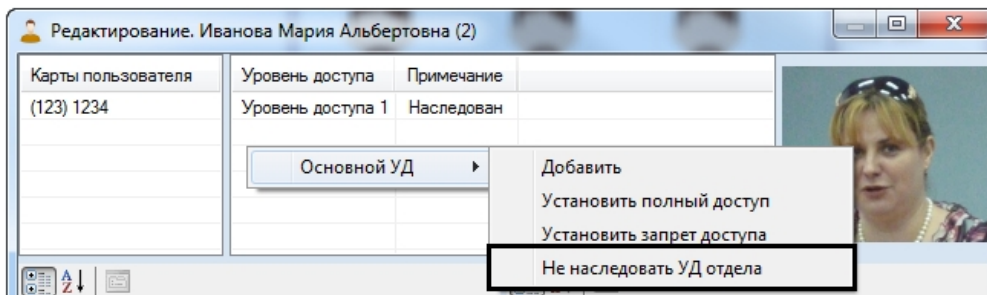 Редактирование. Иванова Мария Альбертовна (2)
Карты пользователя Уровень доступа Примечание
(123) 1234 Уровень доступа 1 Наследован
Основной УД
Добавить
Установить полный доступ
Установить запрет доступа
Не наследовать УД отдела